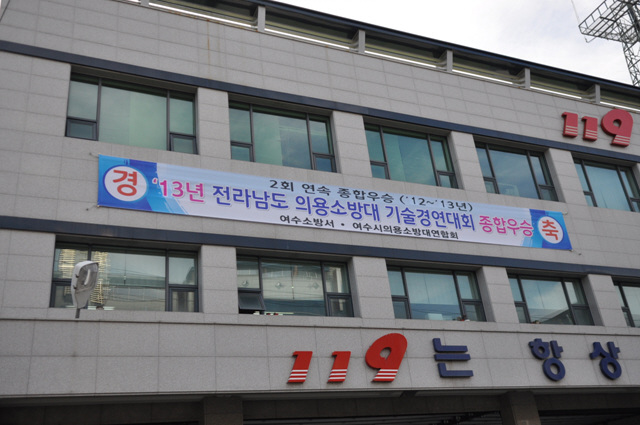 119
2회 연속 종합우승 ('12~'13년)
경 '13년 전라남도 의용소방대 기술경연대회 종합우승 축
여수소방서 · 여수시의용소방대연합회
119 는 항상